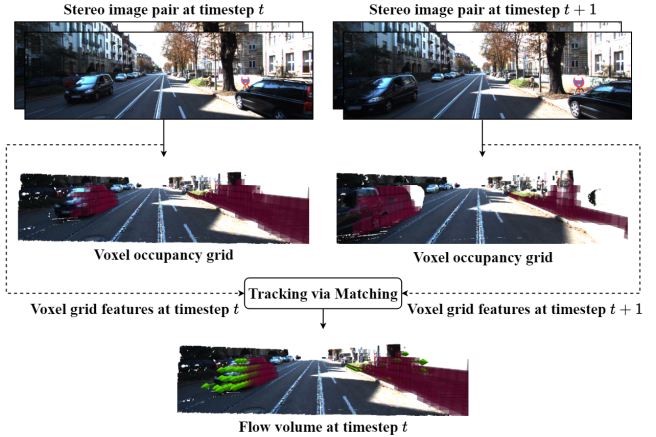 Stereo image pair at timestep t
Stereo image pair at timestep t + 1
Voxel occupancy grid
Voxel occupancy grid
Tracking via Matching
Voxel grid features at timestep t
Voxel grid features at timestep t + 1
Flow volume at timestep t